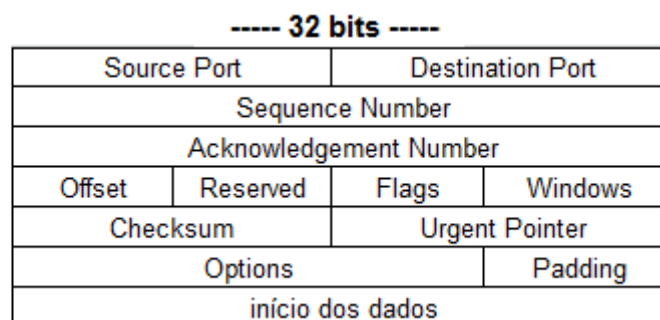 ----- 32 bits -----
Source Port Destination Port
Sequence Number
Acknowledgement Number
Offset Reserved Flags Windows
Checksum Urgent Pointer
Options Padding
início dos dados